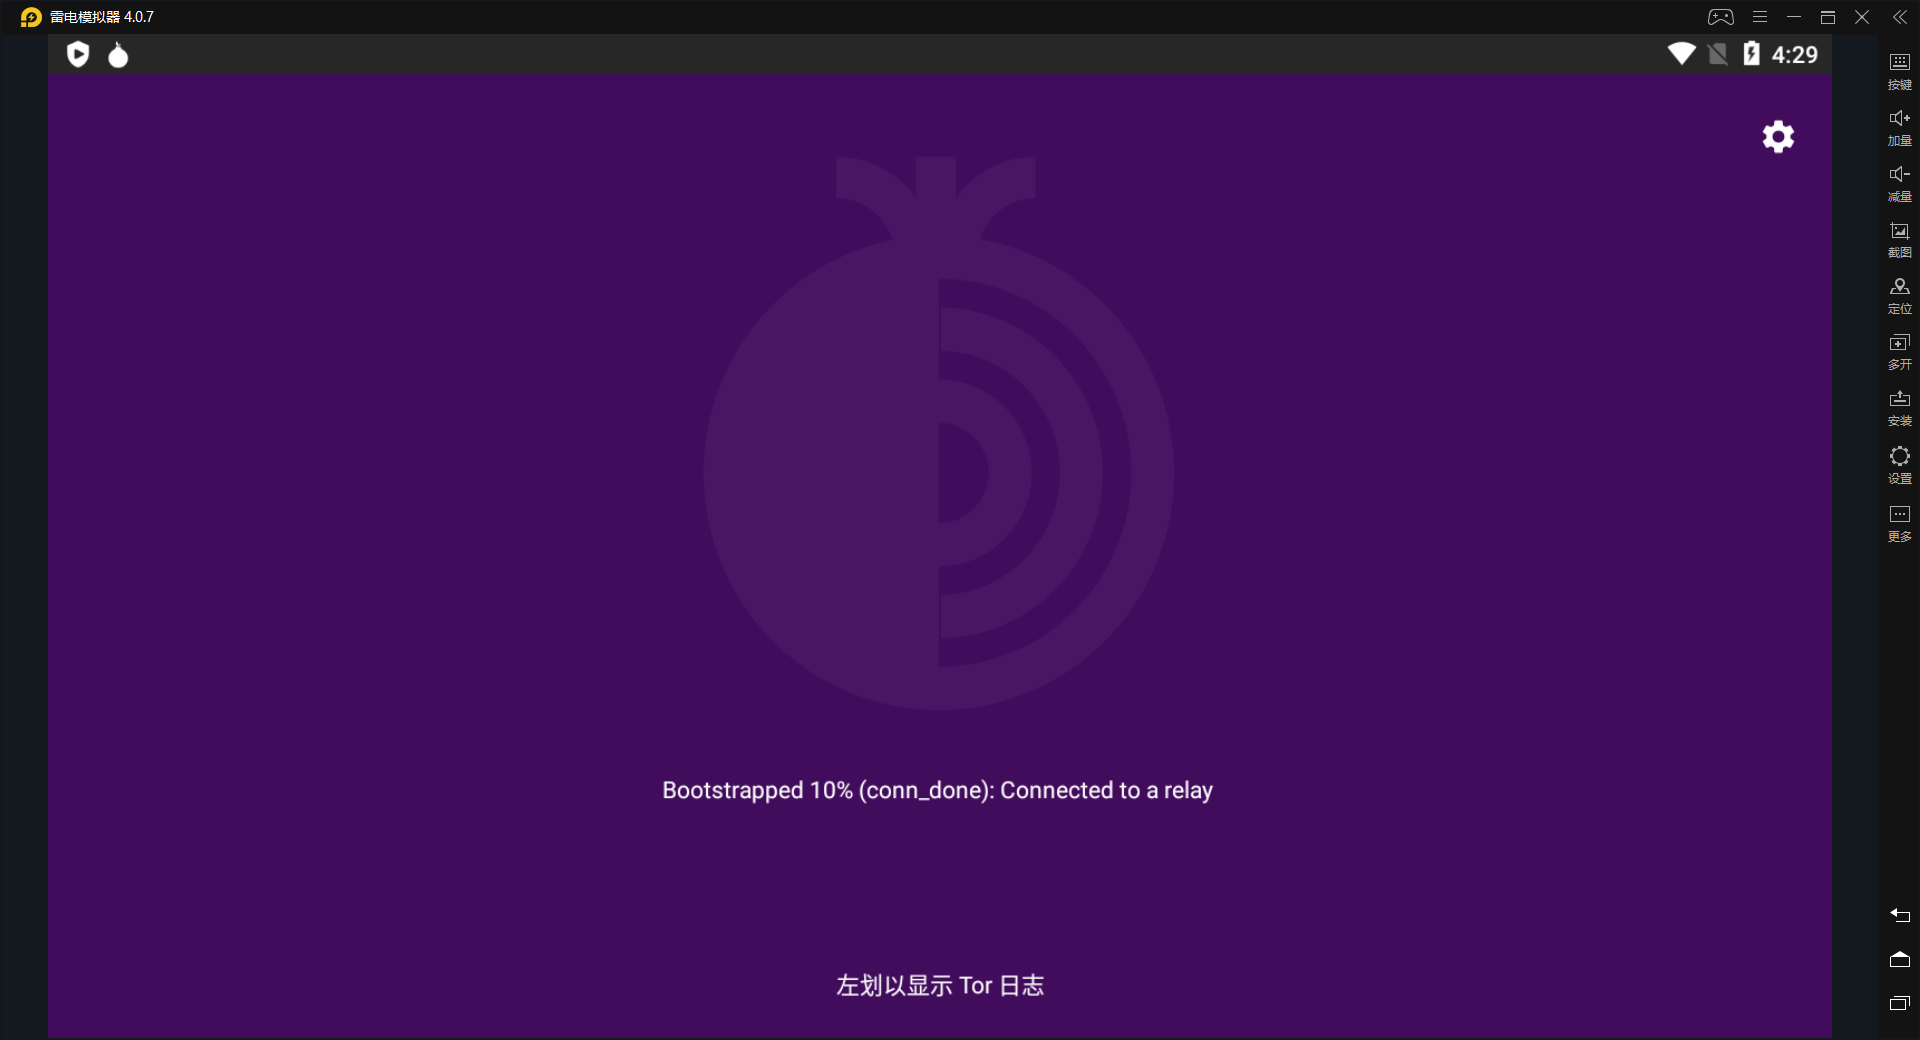 雷电模拟器 4.0.7
4:29
按键
加量
减量
截图
定位
多开
安装
设置
更多
Bootstrapped 10% (conn_done): Connected to a relay
左划以显示 Tor 日志